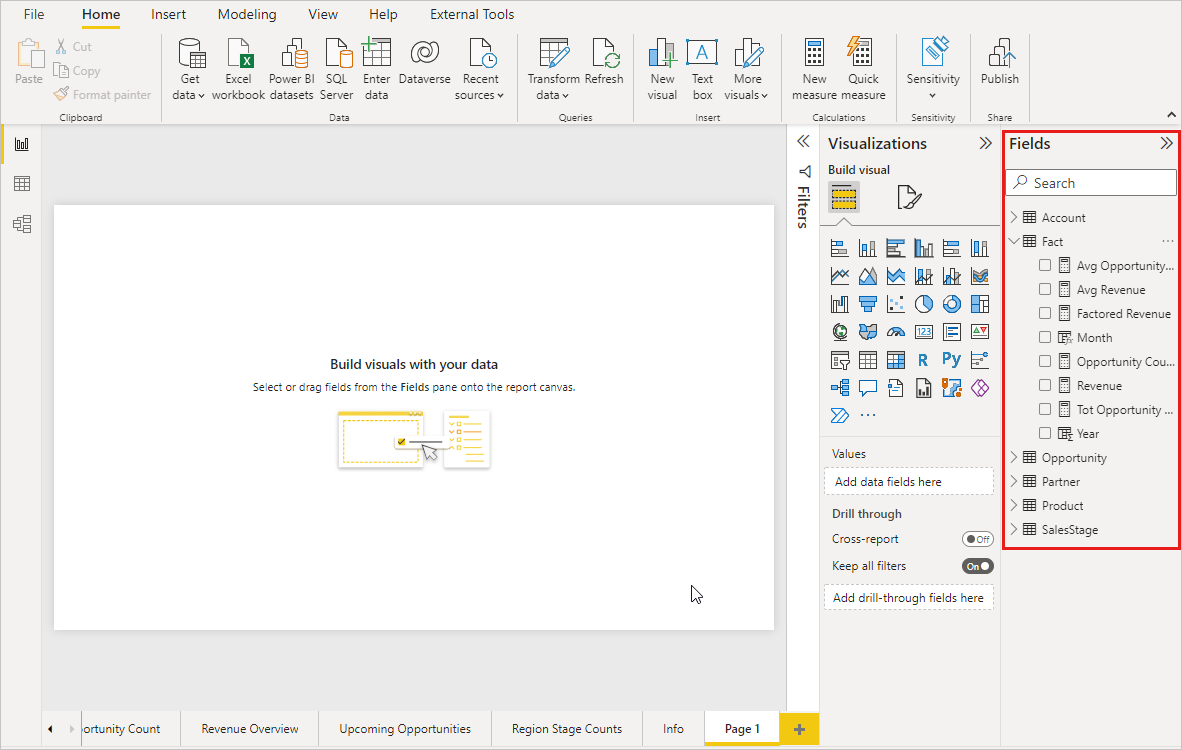 File Home Insert Modeling View Help External Tools
Paste
Cut
Copy
Format painter
Clipboard
Get
data
Excel
workbook
Power BI
datasets
SQL
Server
Enter
data
Dataverse
Recent
sources
Data
Transform
data
Refresh
Queries
New
visual
Text
box
More
visuals
Insert
New
measure
Quick
measure
Calculations
Sensitivity
Sensitivity
Publish
Share
Build visuals with your data
Select or drag fields from the Fields pane onto the report canvas.
Filters
Visualizations
Build visual
123
R
Py
...
Values
Add data fields here
Drill through
Cross-report Off
Keep all filters On
Add drill-through fields here
Fields
Search
Account
Fact ...
Avg Opportunity...
Avg Revenue
Factored Revenue
Month
Opportunity Cou...
Revenue
Tot Opportunity ...
Year
Opportunity
Partner
Product
SalesStage
ortunity Count Revenue Overview Upcoming Opportunities Region Stage Counts Info Page 1 +